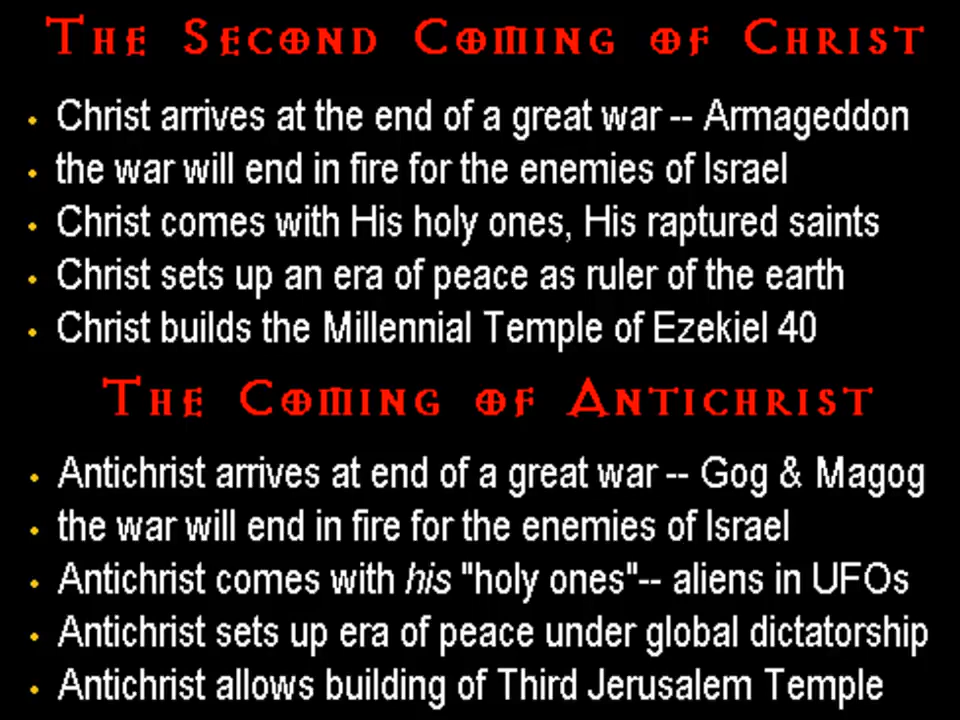 The Second Coming of Christ
• Christ arrives at the end of a great war -- Armageddon
• the war will end in fire for the enemies of Israel
• Christ comes with His holy ones, His raptured saints
• Christ sets up an era of peace as ruler of the earth
• Christ builds the Millennial Temple of Ezekiel 40
The Coming of Antichrist
• Antichrist arrives at end of a great war -- Gog & Magog
• the war will end in fire for the enemies of Israel
• Antichrist comes with his "holy ones"-- aliens in UFOs
• Antichrist sets up era of peace under global dictatorship
• Antichrist allows building of Third Jerusalem Temple